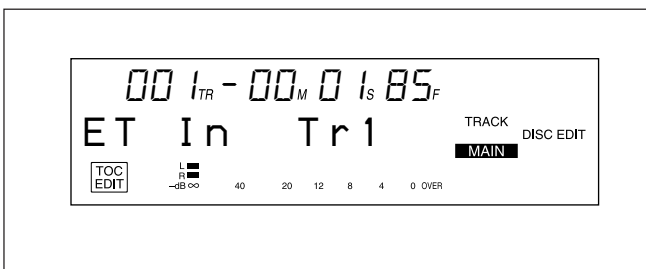 001TR-00M01S85F
ET In Tr1
TRACK
MAIN
DISC EDIT
TOC
EDIT
L
R
–dB ∞ 40 20 12 8 4 0 OVER